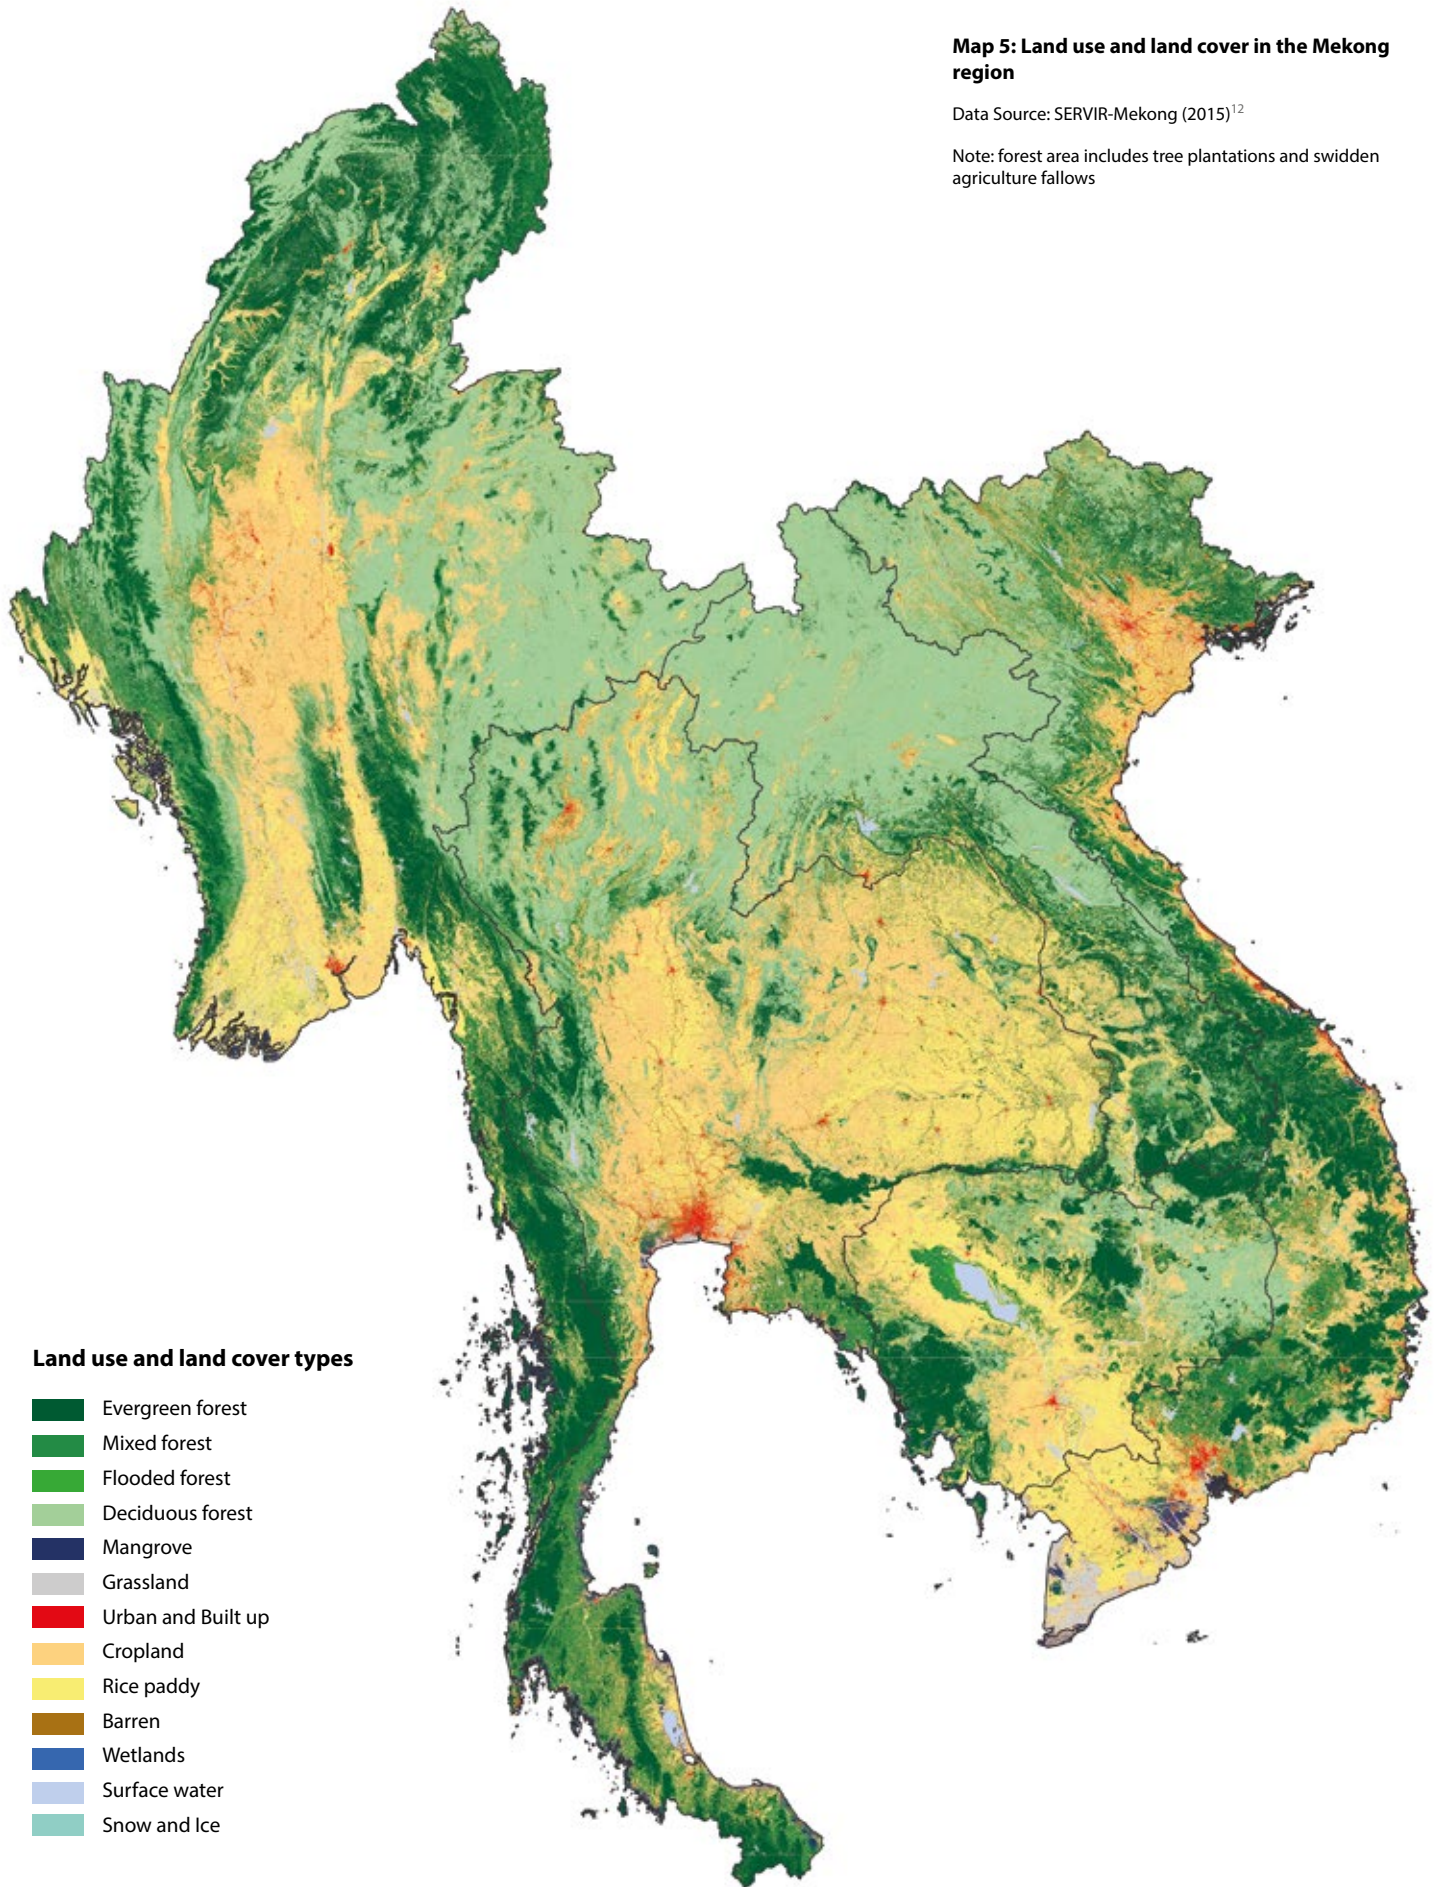 Map 5: Land use and land cover in the Mekong
region
Data Source: SERVIR-Mekong (2015)12
Note: forest area includes tree plantations and swidden
agriculture fallows
Land use and land cover types
Evergreen forest
Mixed forest
Flooded forest
Deciduous forest
Mangrove
Grassland
Urban and Built up
Cropland
Rice paddy
Barren
Wetlands
Surface water
Snow and Ice